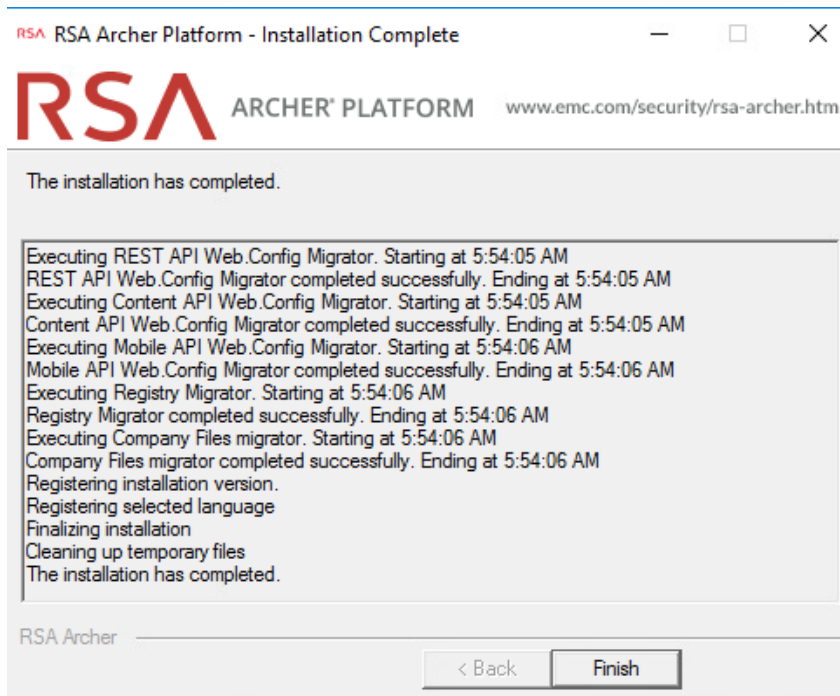 RSA RSA Archer Platform - Installation Complete
RSA ARCHER® PLATFORM www.emc.com/security/rsa-archer.htm
The installation has completed.
Executing REST API Web.Config Migrator. Starting at 5:54:05 AM
REST API Web.Config Migrator completed successfully. Ending at 5:54:05 AM
Executing Content API Web.Config Migrator. Starting at 5:54:05 AM
Content API Web.Config Migrator completed successfully. Ending at 5:54:05 AM
Executing Mobile API Web.Config Migrator. Starting at 5:54:06 AM
Mobile API Web.Config Migrator completed successfully. Ending at 5:54:06 AM
Executing Registry Migrator. Starting at 5:54:06 AM
Registry Migrator completed successfully. Ending at 5:54:06 AM
Executing Company Files migrator. Starting at 5:54:06 AM
Company Files migrator completed successfully. Ending at 5:54:06 AM
Registering installation version.
Registering selected language
Finalizing installation
Cleaning up temporary files
The installation has completed.
RSA Archer
< Back Finish